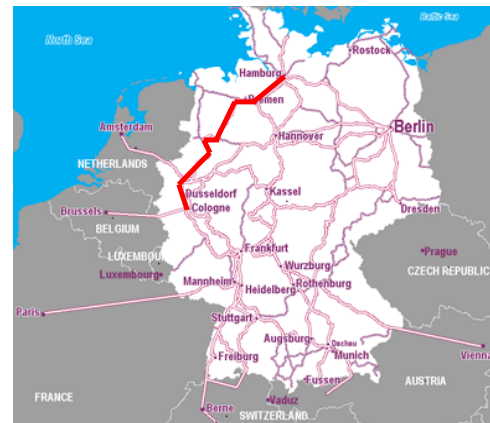 North Sea
Baltic Sea
Rostock
Hamburg
Bremen
Amsterdam
Berlin
Hannover
NETHERLANDS
Düsseldorf
Kassel
Cologne
Dresden
Brussels
BELGIUM
Frankfurt
Prague
LUXEMBOU
Luxembourg
CZECH REPUBLIC
Wurzburg
Mannheim
Heidelberg
Rothenburg
Paris
Stuttgart
Augsburg
Dachau
Munich
Vienna
Freiburg
Fussen
AUSTRIA
FRANCE
Vaduz
Berne
SWITZERLAND